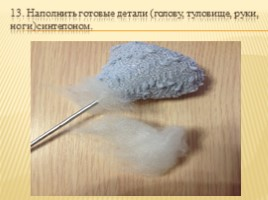 13. Наполнить готовые детали (голову, туловище, руки,
ноги)синтепоном.